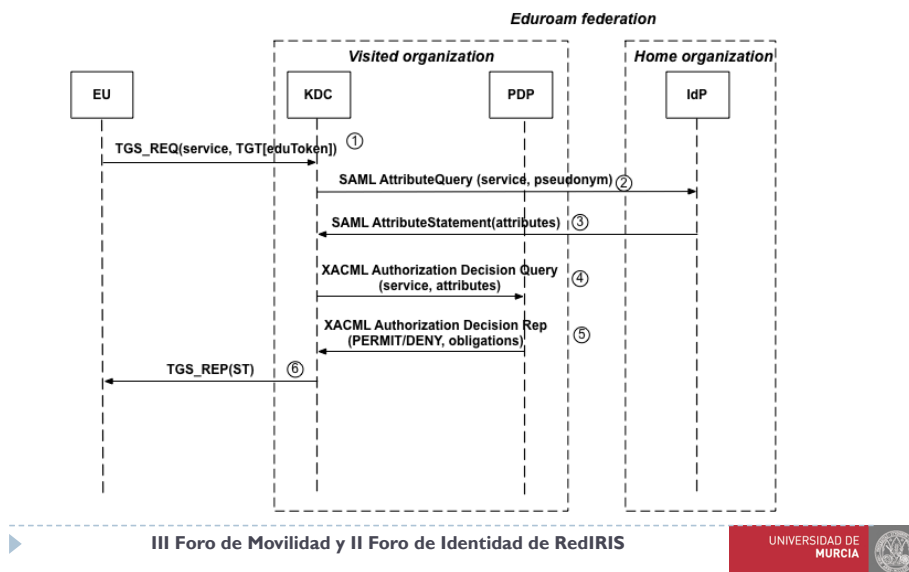 Eduroam federation
Visited organization
Home organization
EU
KDC
PDP
IdP
TGS_REQ(service, TGT[eduToken])
1
SAML AttributeQuery (service, pseudonym)
2
SAML AttributeStatement(attributes)
3
XACML Authorization Decision Query
(service, attributes)
4
XACML Authorization Decision Rep
(PERMIT/DENY, obligations)
5
TGS_REP(ST)
6
III Foro de Movilidad y II Foro de Identidad de RedIRIS
UNIVERSIDAD DE
MURCIA